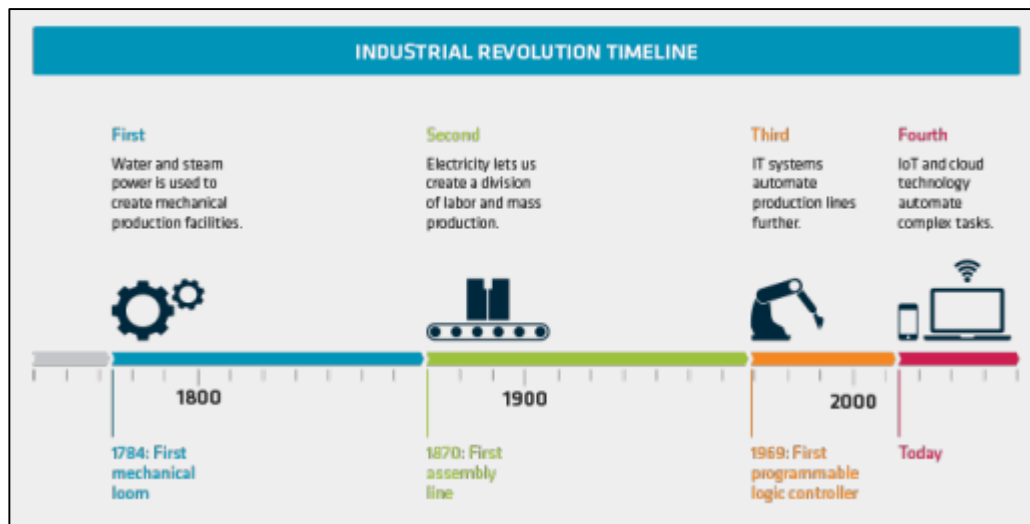 INDUSTRIAL REVOLUTION TIMELINE
First
Water and steam
power is used to
create mechanical
production facilities.
Second
Electricity lets us
create a division
of labor and mass
production.
Third
IT systems
automate
production lines
further.
Fourth
IoT and cloud
technology
automate
complex tasks.
1800
1900
2000
1784: First
mechanical
loom
1870: First
assembly
line
1969: First
programmable
logic controller
Today